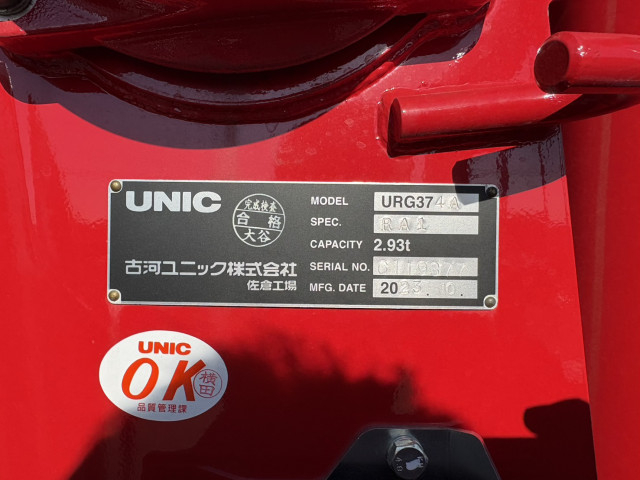 UNIC
完成検査
合格
大谷
MODEL URG374A
SPEC. RA1
CAPACITY 2.93t
SERIAL NO.
MFG. DATE 2023.10.
古河ユニック株式会社
佐倉工場
UNIC
OK
横田
品質管理課